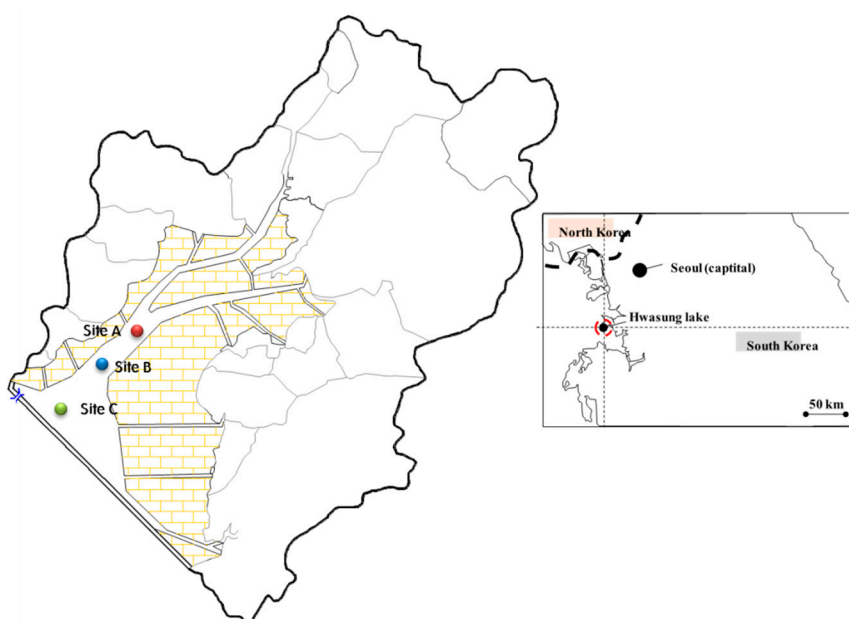 Site A
Site B
Site C
North Korea
Seoul (captital)
Hwasung lake
South Korea
50 km